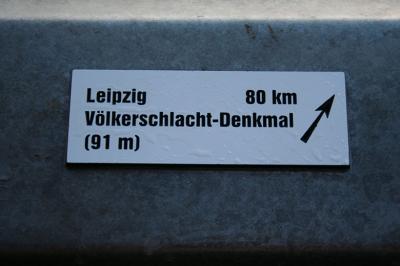 Leipzig 80 km
Völkerschlacht-Denkmal
(91 m)